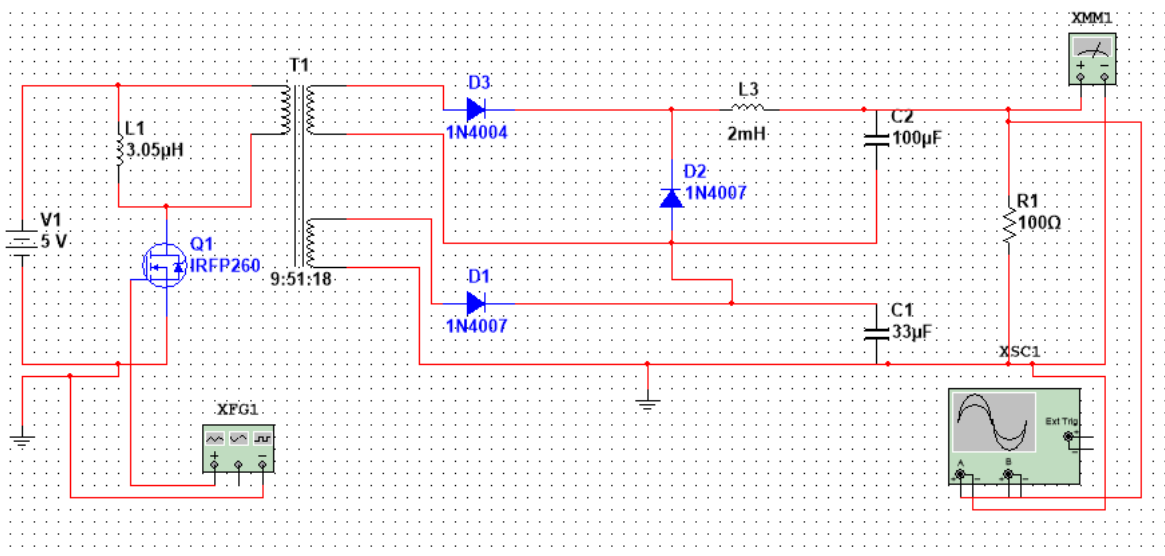 XMM1
+ −
T1
D3
1N4004
L3
2mH
C2
100µF
L1
3.05µH
D2
1N4007
R1
100Ω
V1
5 V
Q1
IRFP260
9:51:18
D1
1N4007
C1
33µF
XSC1
XFG1
+ −
Ext Trig
+
−
A B
+ − + −